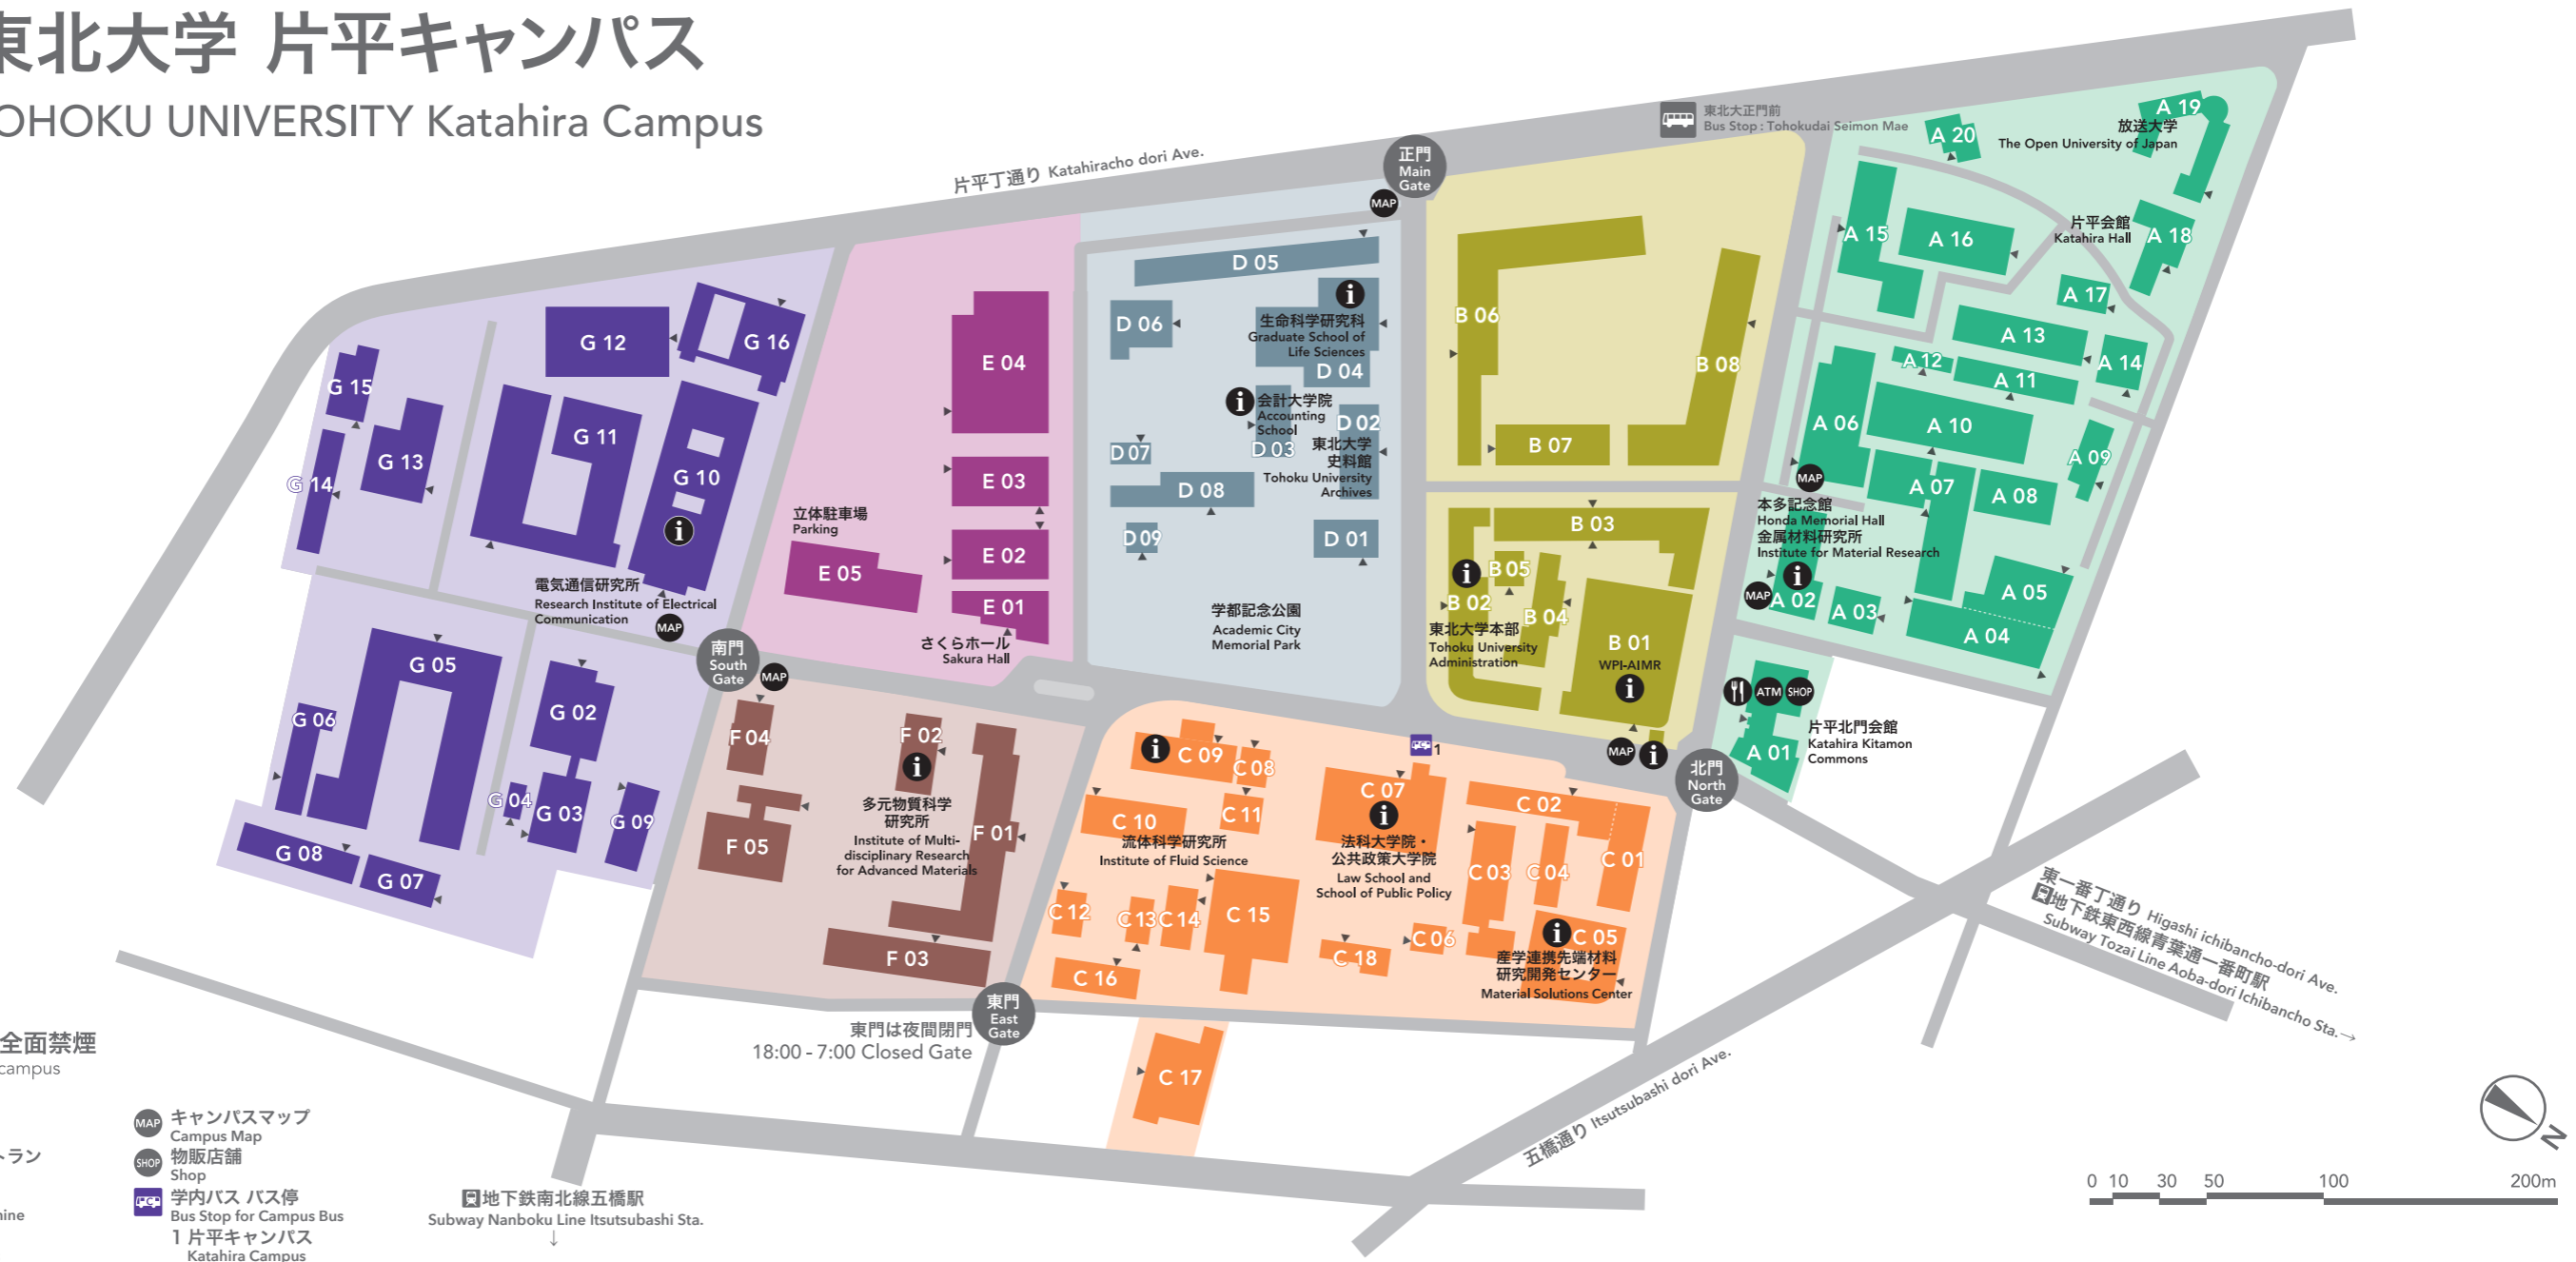 東北大学 片平キャンパス
OHOKU UNIVERSITY Katahira Campus
片平丁通り Katahiracho dori Ave.
正門
Main
Gate
MAP
東北大正門前
Bus Stop : Tohokudai Seimon Mae
A 20
A 19
放送大学
The Open University of Japan
A 15
A 16
片平会館
Katahira Hall
A 18
A 17
A 13
A 12
A 14
A 11
A 06
A 10
A 09
MAP
A 07
A 08
本多記念館
Honda Memorial Hall
金属材料研究所
Institute for Material Research
i
MAP
A 02
A 03
A 05
A 04
ATM
SHOP
片平北門会館
Katahira Kitamon
Commons
A 01
B 06
B 08
B 07
B 03
i
B 05
B 02
B 04
東北大学本部
Tohoku University
Administration
B 01
WPI-AIMR
i
MAP
i
北門
North
Gate
D 05
i
D 06
生命科学研究科
Graduate School of
Life Sciences
D 04
i
会計大学院
Accounting
School
D 02
D 03
D 07
東北大学
史料館
Tohoku University
Archives
D 08
D 09
D 01
学都記念公園
Academic City
Memorial Park
E 04
E 03
立体駐車場
Parking
E 02
E 05
E 01
さくらホール
Sakura Hall
G 12
G 16
G 15
G 11
G 13
G 10
G 14
i
電気通信研究所
Research Institute of Electrical
Communication
MAP
南門
South
Gate
MAP
G 05
G 02
G 06
G 04
G 03
G 09
G 08
G 07
F 04
F 02
i
F 01
多元物質科学
研究所
Institute of Multi-
disciplinary Research
for Advanced Materials
F 05
F 03
東門
East
Gate
東門は夜間閉門
18:00 - 7:00 Closed Gate
i
C 09
C 08
1
C 10
C 11
流体科学研究所
Institute of Fluid Science
C 07
i
法科大学院・
公共政策大学院
Law School and
School of Public Policy
C 02
C 03
C 04
C 01
C 12
C 13
C 14
C 15
C 06
i
C 05
産学連携先端材料
研究開発センター
Material Solutions Center
C 18
C 16
C 17
東一番丁通り Higashi ichibancho-dori Ave.
地下鉄東西線青葉通一番町駅
Subway Tozai Line Aoba-dori Ichibancho Sta.→
五橋通り Itsutsubashi dori Ave.
全面禁煙
campus
MAP
キャンパスマップ
Campus Map
トラン
SHOP
物販店舗
Shop
学内バス バス停
Bus Stop for Campus Bus
1 片平キャンパス
Katahira Campus
地下鉄南北線五橋駅
Subway Nanboku Line Itsutsubashi Sta.
↓
N
0 10 30 50 100 200m